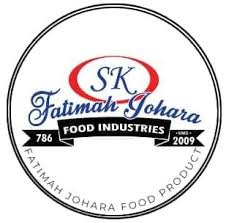 SK
Fatimah Johara
FOOD INDUSTRIES
786
• SINCE •
2009
FATIMAH JOHARA FOOD PRODUCT